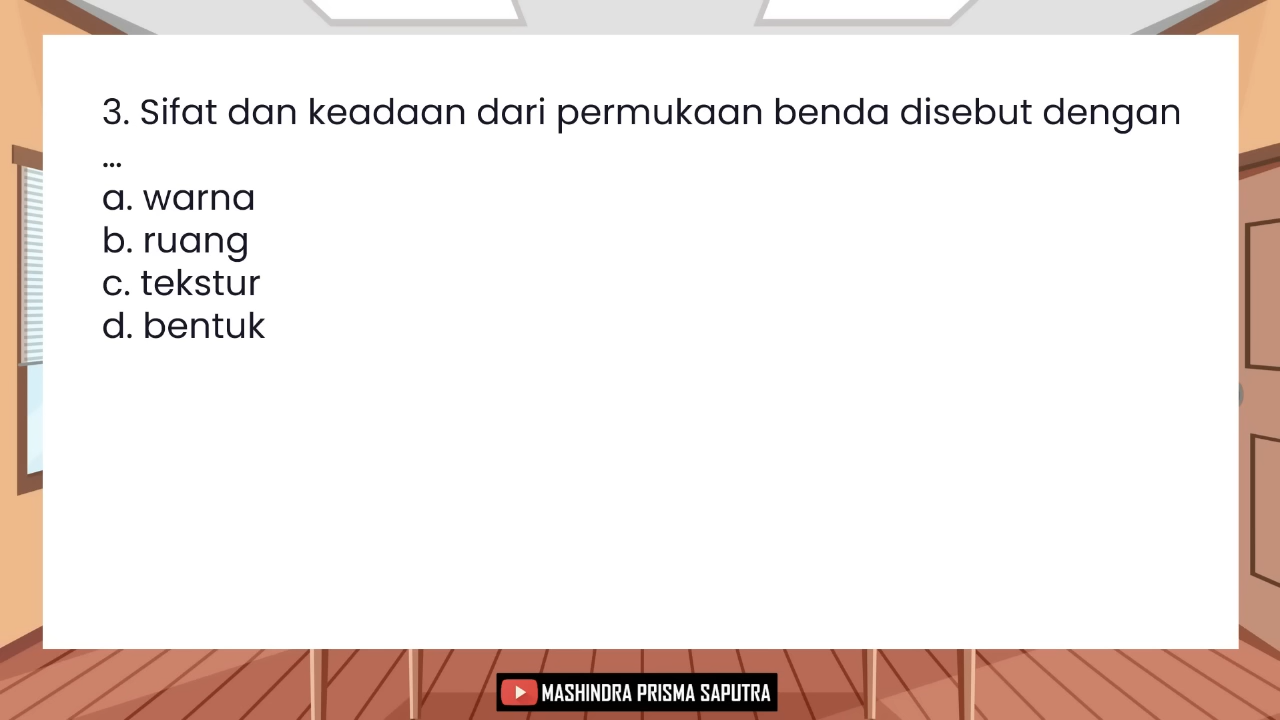 3. Sifat dan keadaan dari permukaan benda disebut dengan
...
a. warna
b. ruang
c. tekstur
d. bentuk
MASHINDRA PRISMA SAPUTRA